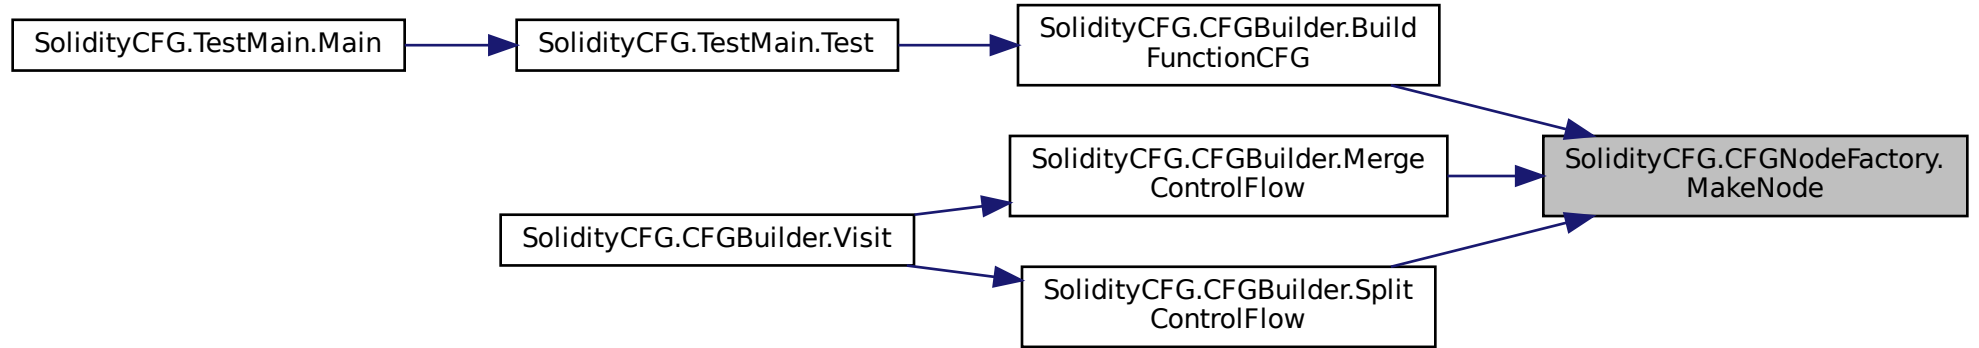 SolidityCFG.TestMain.Main
SolidityCFG.TestMain.Test
SolidityCFG.CFGBuilder.Build
FunctionCFG
SolidityCFG.CFGBuilder.Merge
ControlFlow
SolidityCFG.CFGNodeFactory.
MakeNode
SolidityCFG.CFGBuilder.Visit
SolidityCFG.CFGBuilder.Split
ControlFlow